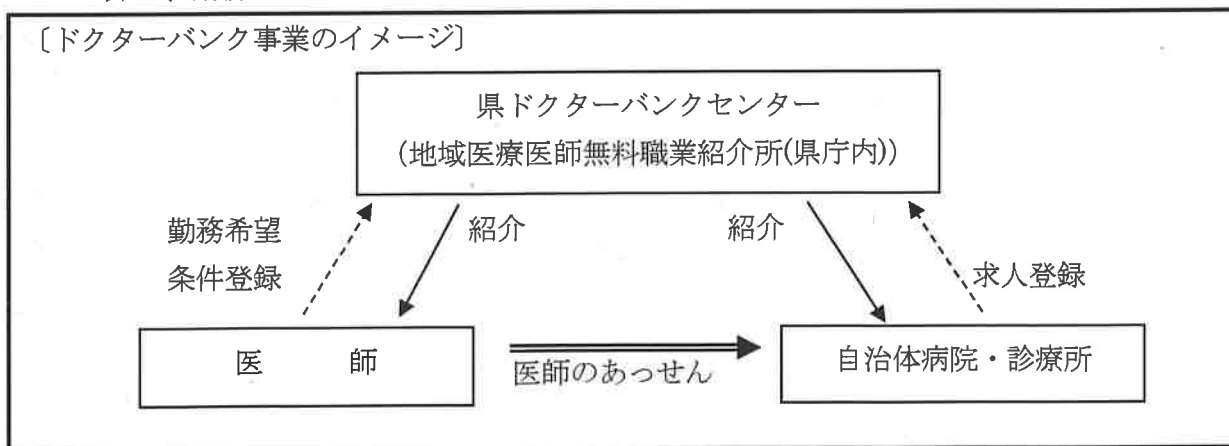 〔ドクターバンク事業のイメージ〕
県ドクターバンクセンター
(地域医療医師無料職業紹介所(県庁内))
勤務希望
条件登録
紹介
紹介
求人登録
医　　師
医師のあっせん
自治体病院・診療所